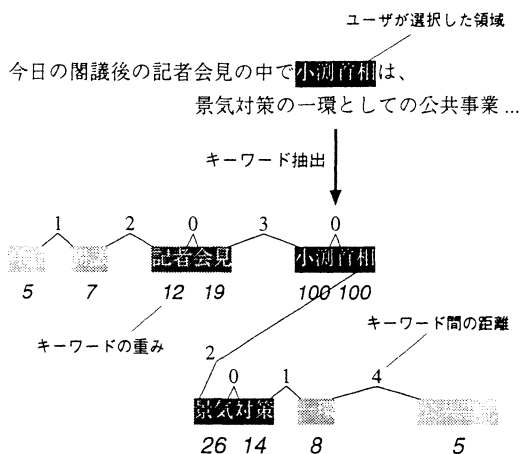 ユーザが選択した領域
今日の閣議後の記者会見の中で小渕首相は、
景気対策の一環としての公共事業...
キーワード抽出
1 2 0 3 0
記者会見 小渕首相
5 7 12 19 100 100
キーワードの重み
キーワード間の距離
2 0 1 4
景気対策
26 14 8 5